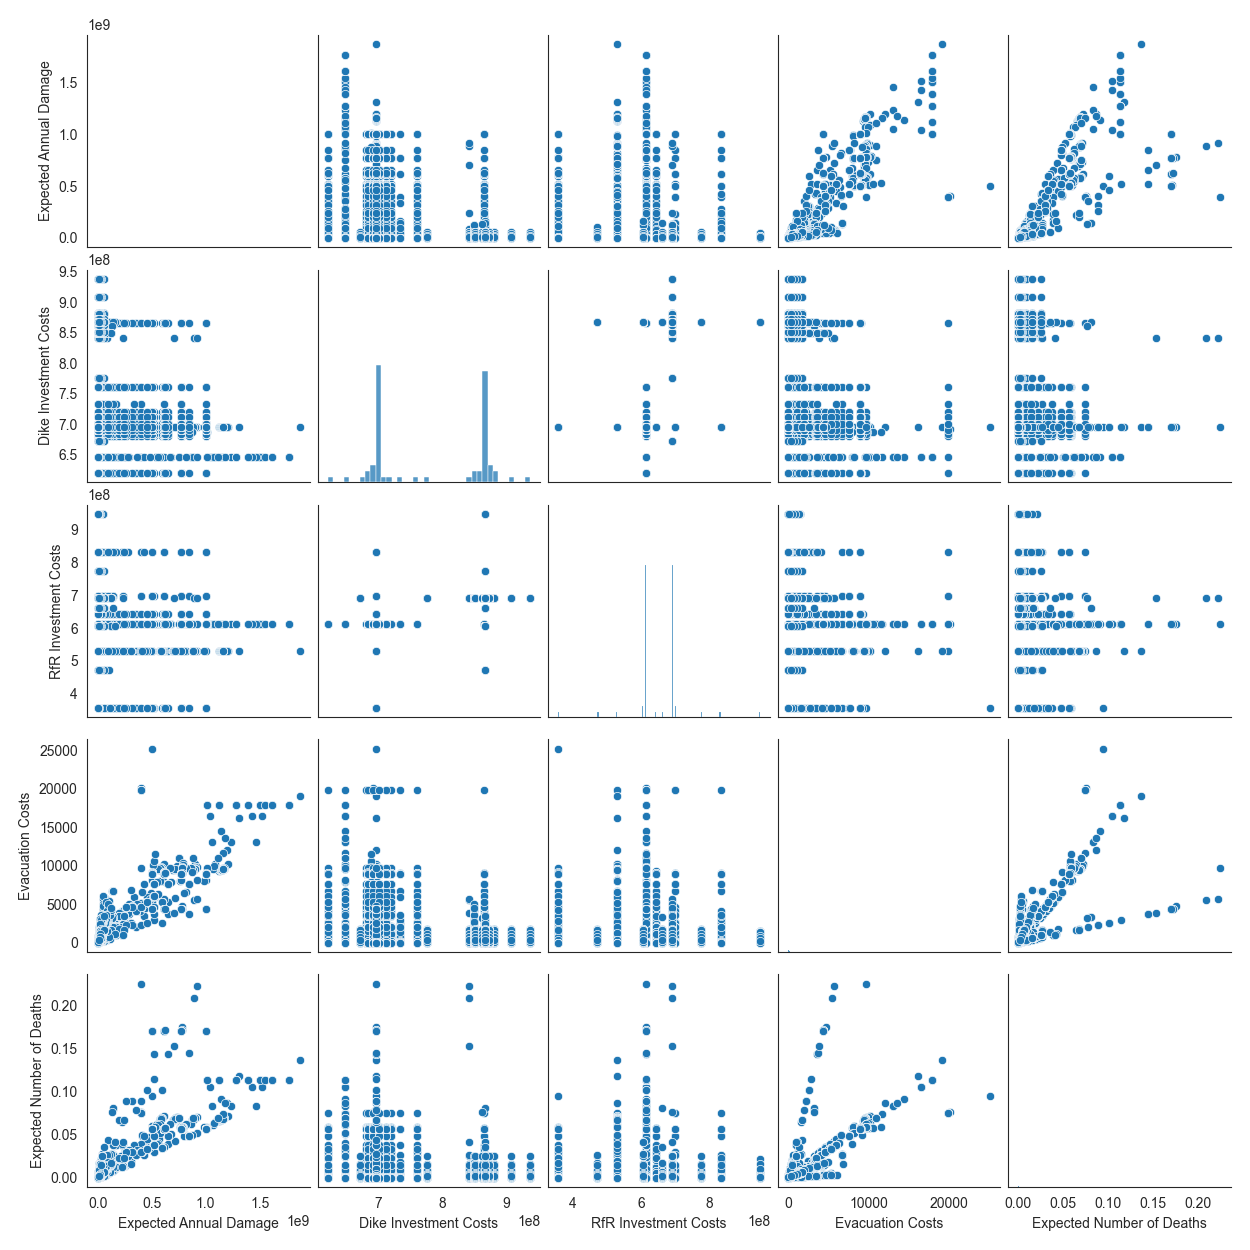 1e9
Expected Annual Damage
1.5
1.0
0.5
0.0
1e8
Dike Investment Costs
9.5
9.0
8.5
8.0
7.5
7.0
6.5
1e8
RfR Investment Costs
9
8
7
6
5
4
Evacuation Costs
25000
20000
15000
10000
5000
0
Expected Number of Deaths
0.20
0.15
0.10
0.05
0.00
0.0 0.5 1.0 1.5
1e9
Expected Annual Damage
7 8 9
1e8
Dike Investment Costs
4 6 8
1e8
RfR Investment Costs
0 10000 20000
Evacuation Costs
0.00 0.05 0.10 0.15 0.20
Expected Number of Deaths